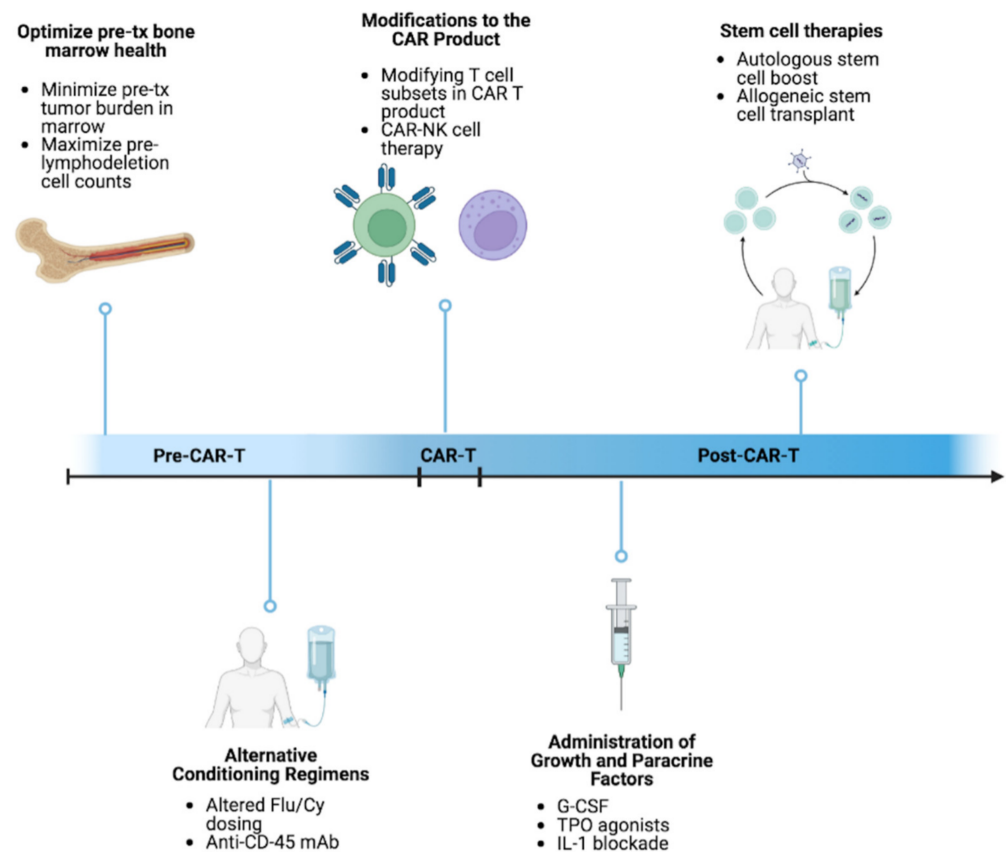 Optimize pre-tx bone
marrow health
• Minimize pre-tx
tumor burden in
marrow
• Maximize pre-
lymphodeletion
cell counts
Modifications to the
CAR Product
• Modifying T cell
subsets in CAR T
product
• CAR-NK cell
therapy
Stem cell therapies
• Autologous stem
cell boost
• Allogeneic stem
cell transplant
Pre-CAR-T
CAR-T
Post-CAR-T
Alternative
Conditioning Regimens
• Altered Flu/Cy
dosing
• Anti-CD-45 mAb
Administration of
Growth and Paracrine
Factors
• G-CSF
• TPO agonists
• IL-1 blockade